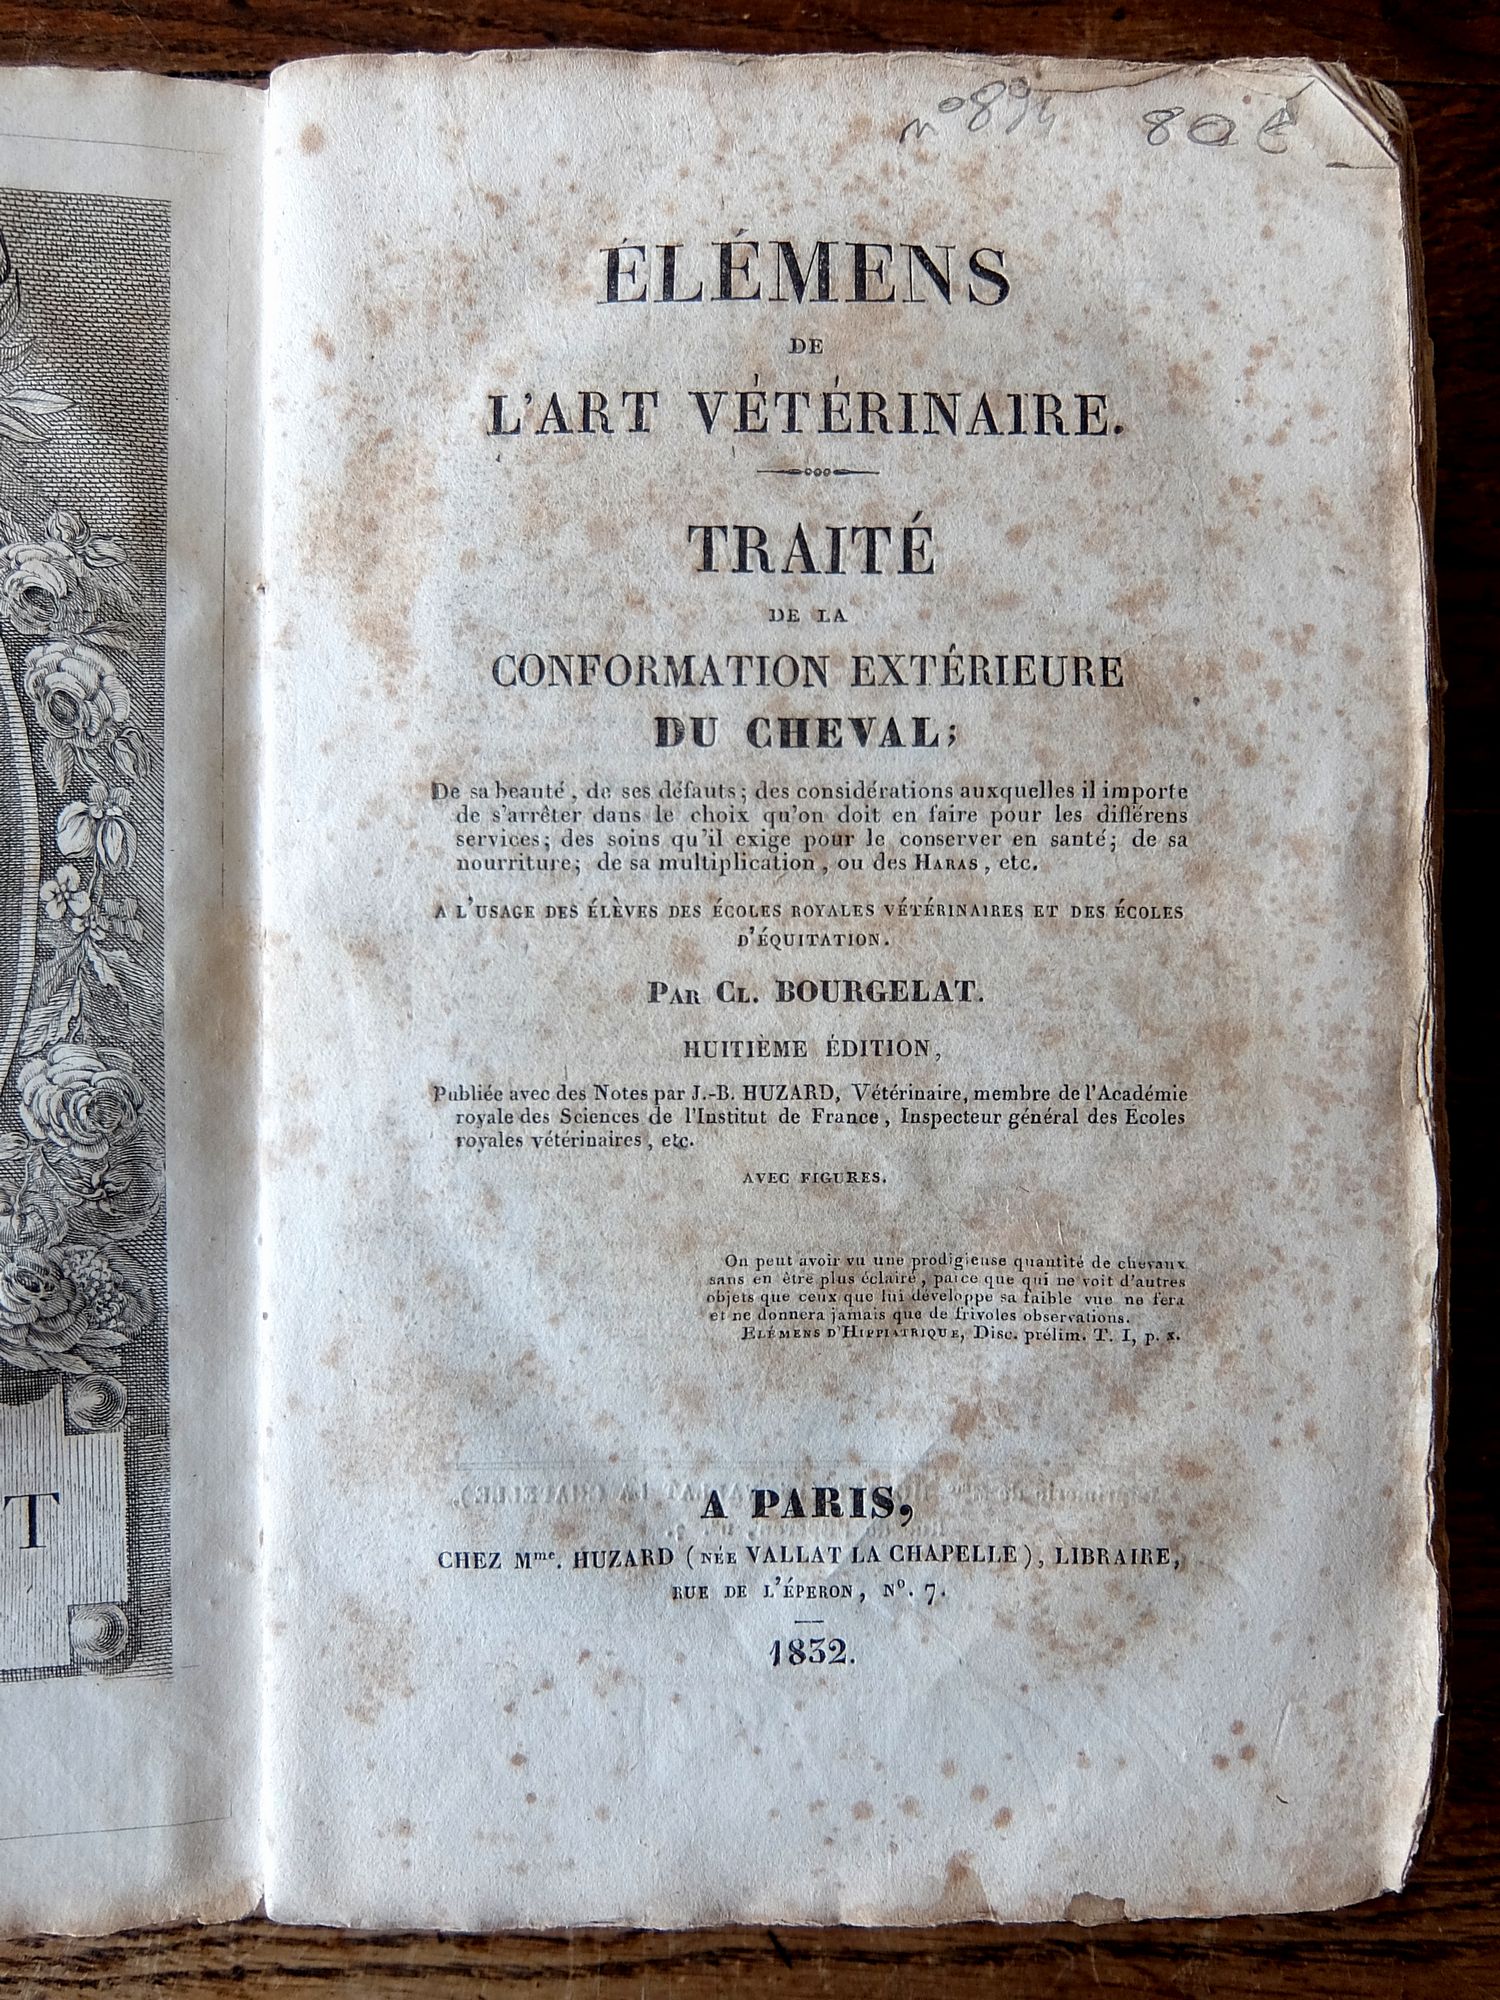 n° 894 80 €
ÉLÉMENS
DE
L'ART VÉTÉRINAIRE.
TRAITÉ
DE LA
CONFORMATION EXTÉRIEURE
DU CHEVAL;
De sa beauté, de ses défauts; des considérations auxquelles il importe
de s'arrêter dans le choix qu'on doit en faire pour les différens
services; des soins qu'il exige pour le conserver en santé; de sa
nourriture; de sa multiplication, ou des HARAS, etc.
A L'USAGE DES ÉLÈVES DES ÉCOLES ROYALES VÉTÉRINAIRES ET DES ÉCOLES
D'ÉQUITATION.
PAR CL. BOURGELAT.
HUITIÈME ÉDITION,
Publiée avec des Notes par J.-B. HUZARD, Vétérinaire, membre de l'Académie
royale des Sciences de l'Institut de France, Inspecteur général des Écoles
royales vétérinaires, etc.
AVEC FIGURES.
On peut avoir vu une prodigieuse quantité de chevaux
sans en être plus éclairé, parce que qui ne voit d'autres
objets que ceux que lui développe sa faible vue ne fera
et ne donnera jamais que de frivoles observations.
ELÉMENS D'HIPPIATRIQUE, Disc. prélim. T. I, p. x.
A PARIS,
CHEZ Mme. HUZARD (NÉE VALLAT LA CHAPELLE), LIBRAIRE,
RUE DE L'ÉPERON, N°. 7.
1832.
T